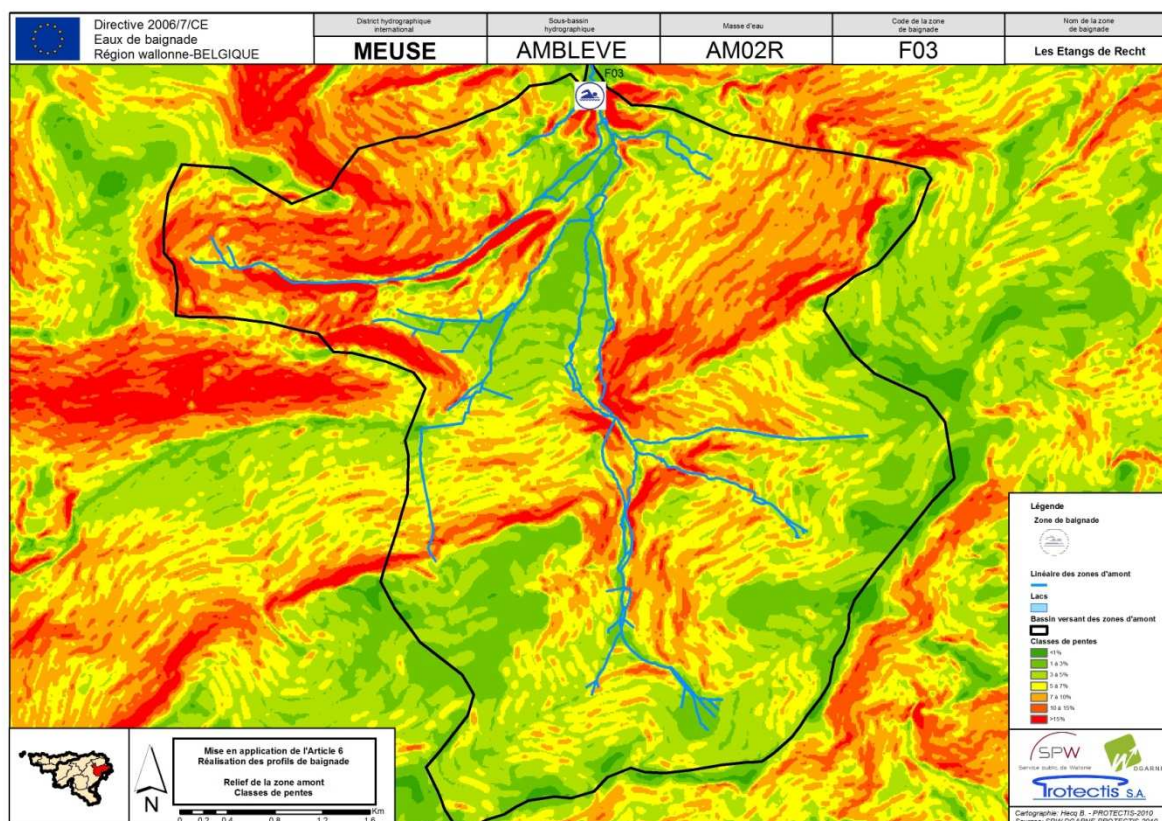 Directive 2006/7/CE
Eaux de baignade
Région wallonne-BELGIQUE
District hydrographique
international
MEUSE
Sous-bassin
hydrographique
AMBLEVE
Masse d'eau
AM02R
Code de la zone
de baignade
F03
Nom de la zone
de baignade
Les Etangs de Recht
F03
Légende
Zone de baignade
Linéaire des zones d'amont
Lacs
Bassin versant des zones d'amont
Classes de pentes
<1%
1 à 3%
3 à 5%
5 à 7%
7 à 10%
10 à 15%
>15%
N
Mise en application de l'Article 6
Réalisation des profils de baignade
Relief de la zone amont
Classes de pentes
Km
0 0.2 0.4 0.8 1.2 1.6
SPW
Service public de Wallonie
OGARNE
Protectis S.A.
Cartographie: Hecq B. - PROTECTIS-2010